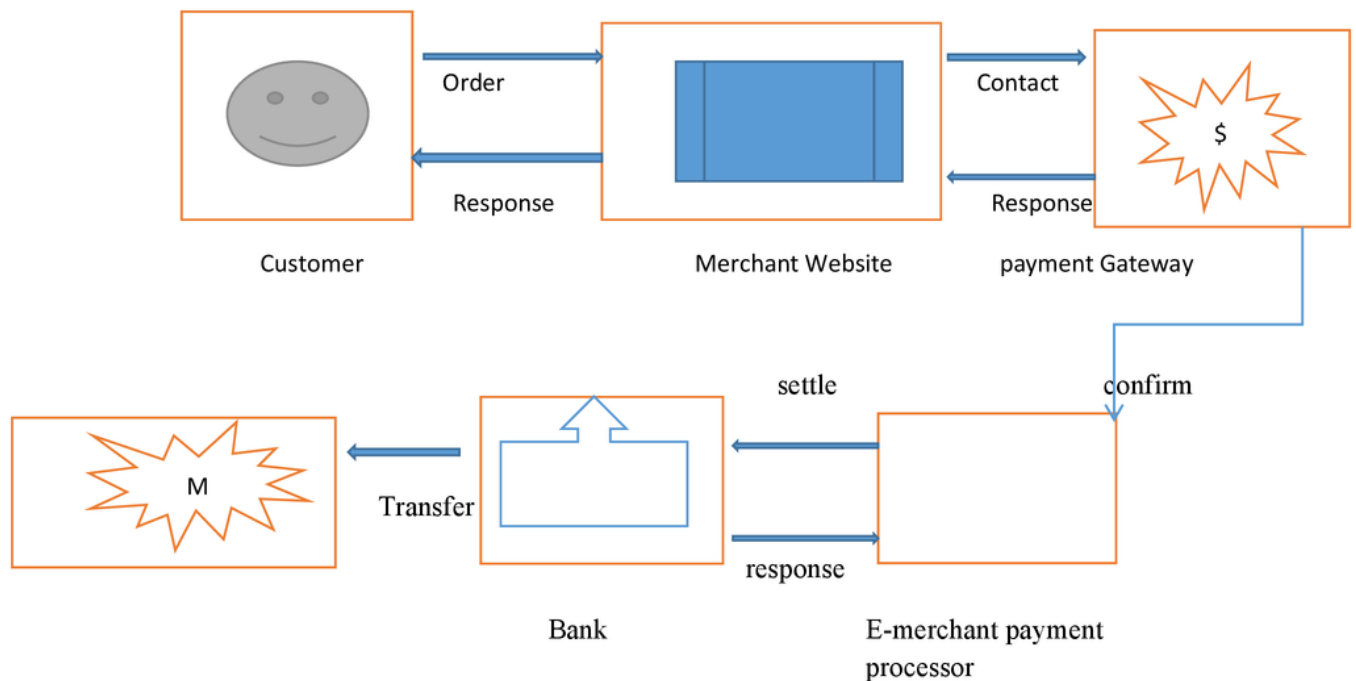 Order
Contact
$
Response
Response
Customer
Merchant Website
payment Gateway
settle
confirm
M
Transfer
response
Bank
E-merchant payment
processor